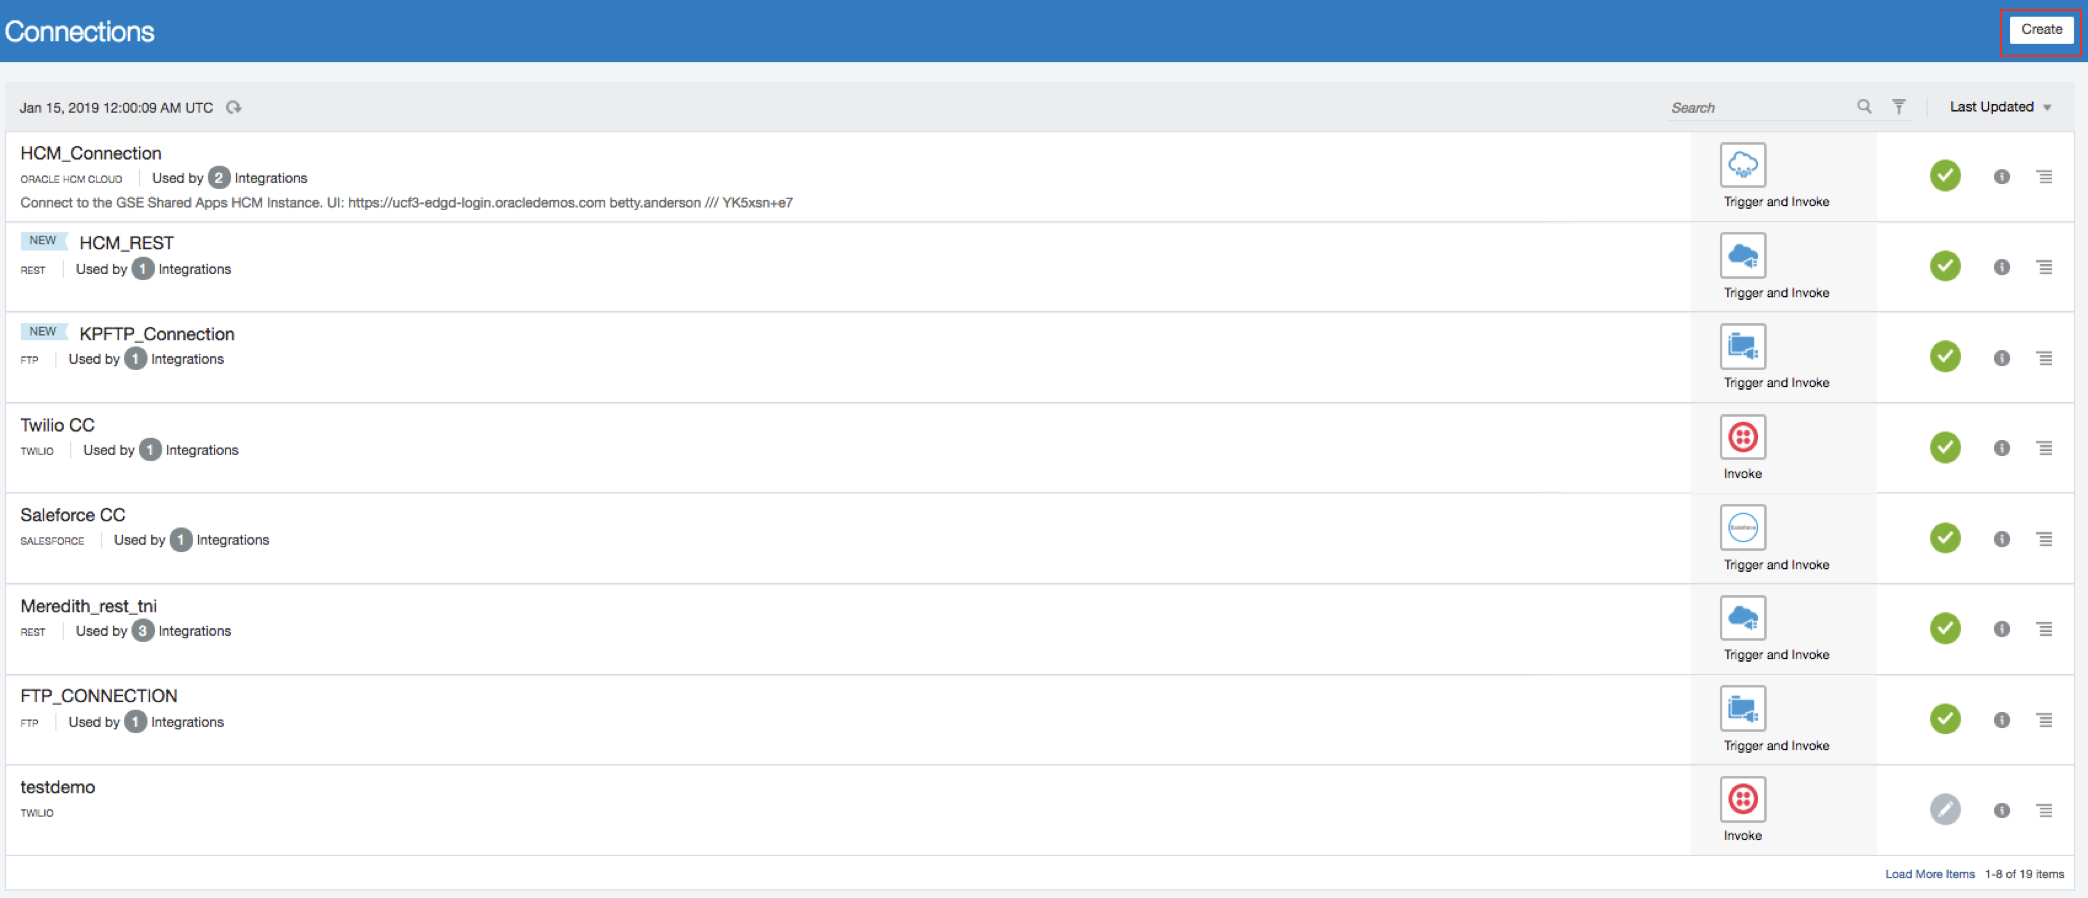 Connections
Create
Jan 15, 2019 12:00:09 AM UTC
Search
Last Updated
HCM_Connection
ORACLE HCM CLOUD Used by 2 Integrations
Connect to the GSE Shared Apps HCM Instance. UI: https://ucf3-edgd-login.oracledemos.com betty.anderson /// YK5xsn+e7
Trigger and Invoke
NEW HCM_REST
REST Used by 1 Integrations
Trigger and Invoke
NEW KPFTP_Connection
FTP Used by 1 Integrations
Trigger and Invoke
Twilio CC
TWILIO Used by 1 Integrations
Invoke
Saleforce CC
SALESFORCE Used by 1 Integrations
Salesforce
Trigger and Invoke
Meredith_rest_tni
REST Used by 3 Integrations
Trigger and Invoke
FTP_CONNECTION
FTP Used by 1 Integrations
Trigger and Invoke
testdemo
TWILIO
Invoke
Load More Items 1-8 of 19 items